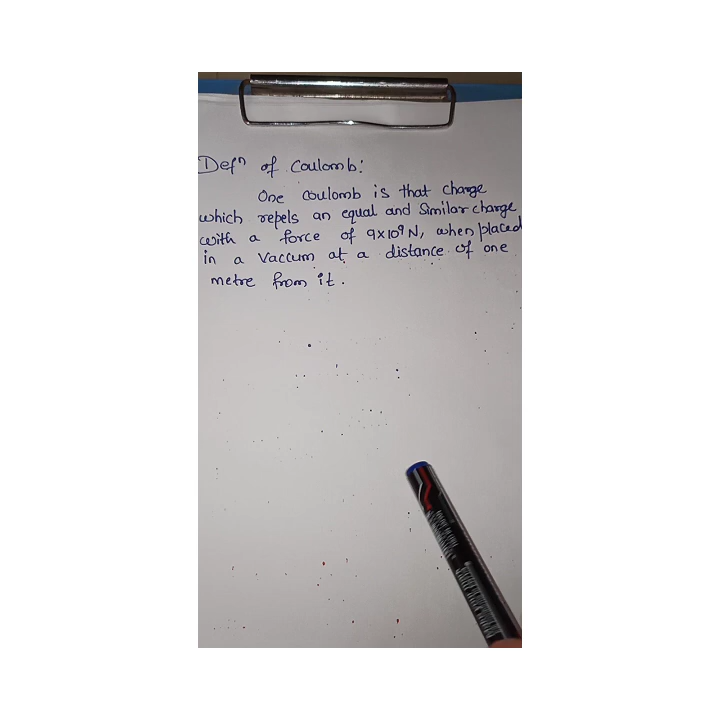 Defⁿ of Coulomb:
One Coulomb is that charge
which repels an equal and Similar charge
with a force of 9x10⁹N, when placed
in a Vaccum at a distance of one
metre from it.